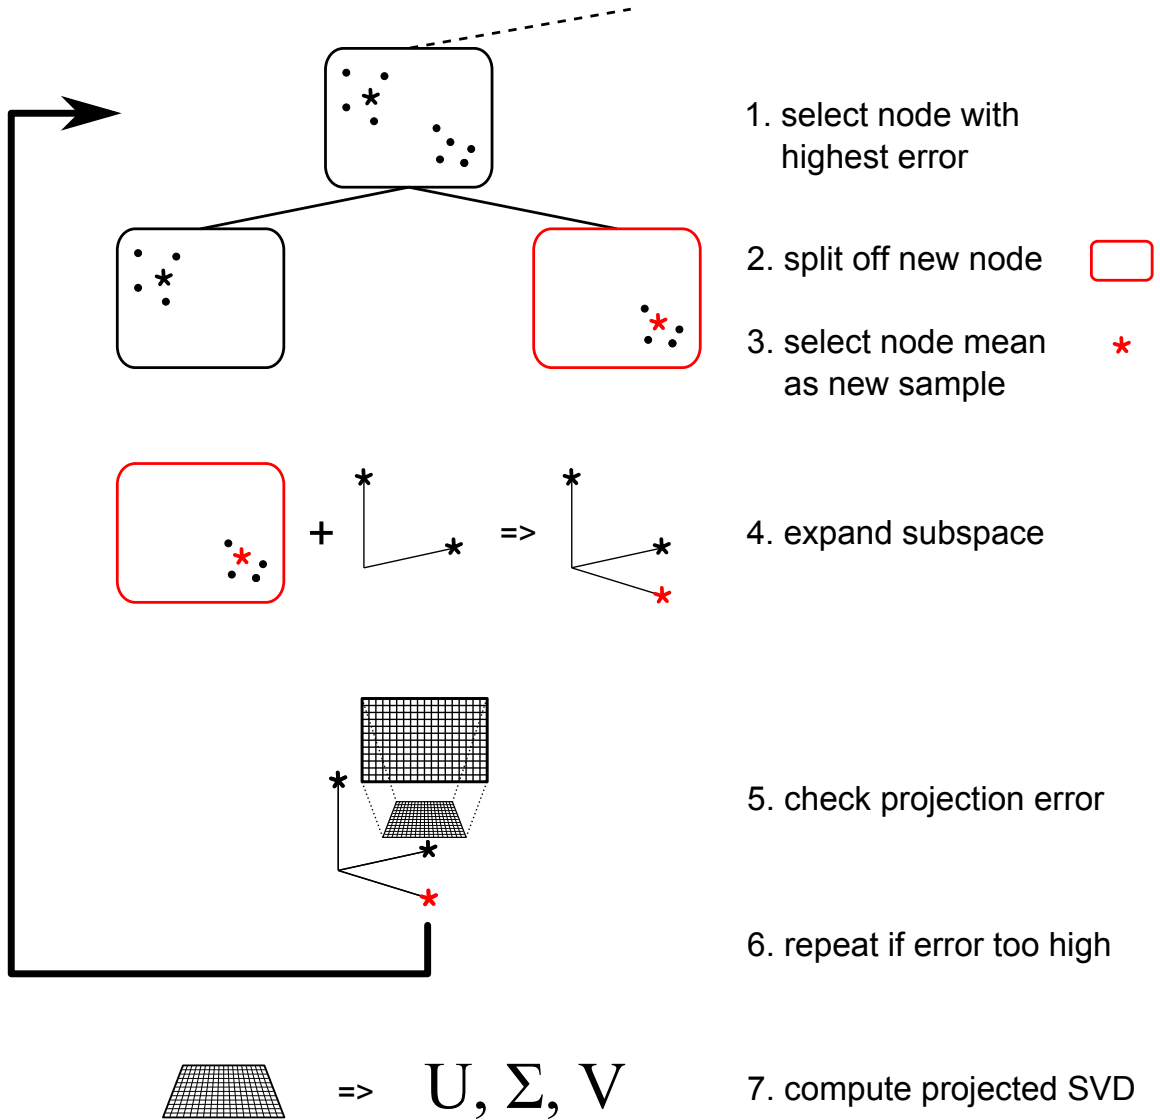 1. select node with
highest error
2. split off new node
3. select node mean
as new sample
+ => 4. expand subspace
5. check projection error
6. repeat if error too high
=> U, Σ, V 7. compute projected SVD